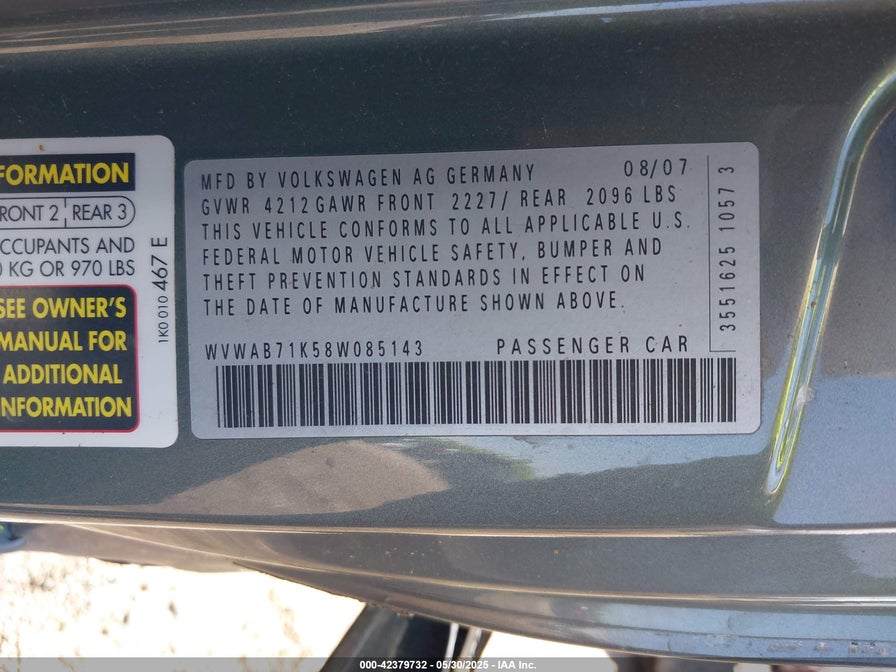 FORMATION
FRONT 2 REAR 3
CCUPANTS AND
0 KG OR 970 LBS
SEE OWNER'S
MANUAL FOR
ADDITIONAL
INFORMATION
1K0 010 467 E
MFD BY VOLKSWAGEN AG GERMANY 08/07
GVWR 4212 GAWR FRONT 2227/ REAR 2096 LBS
THIS VEHICLE CONFORMS TO ALL APPLICABLE U.S.
FEDERAL MOTOR VEHICLE SAFETY, BUMPER AND
THEFT PREVENTION STANDARDS IN EFFECT ON
THE DATE OF MANUFACTURE SHOWN ABOVE.
WVWAB71K58W085143 PASSENGER CAR
3551625 1057 3
000-42379732 - 05/30/2025 - IAA Inc.